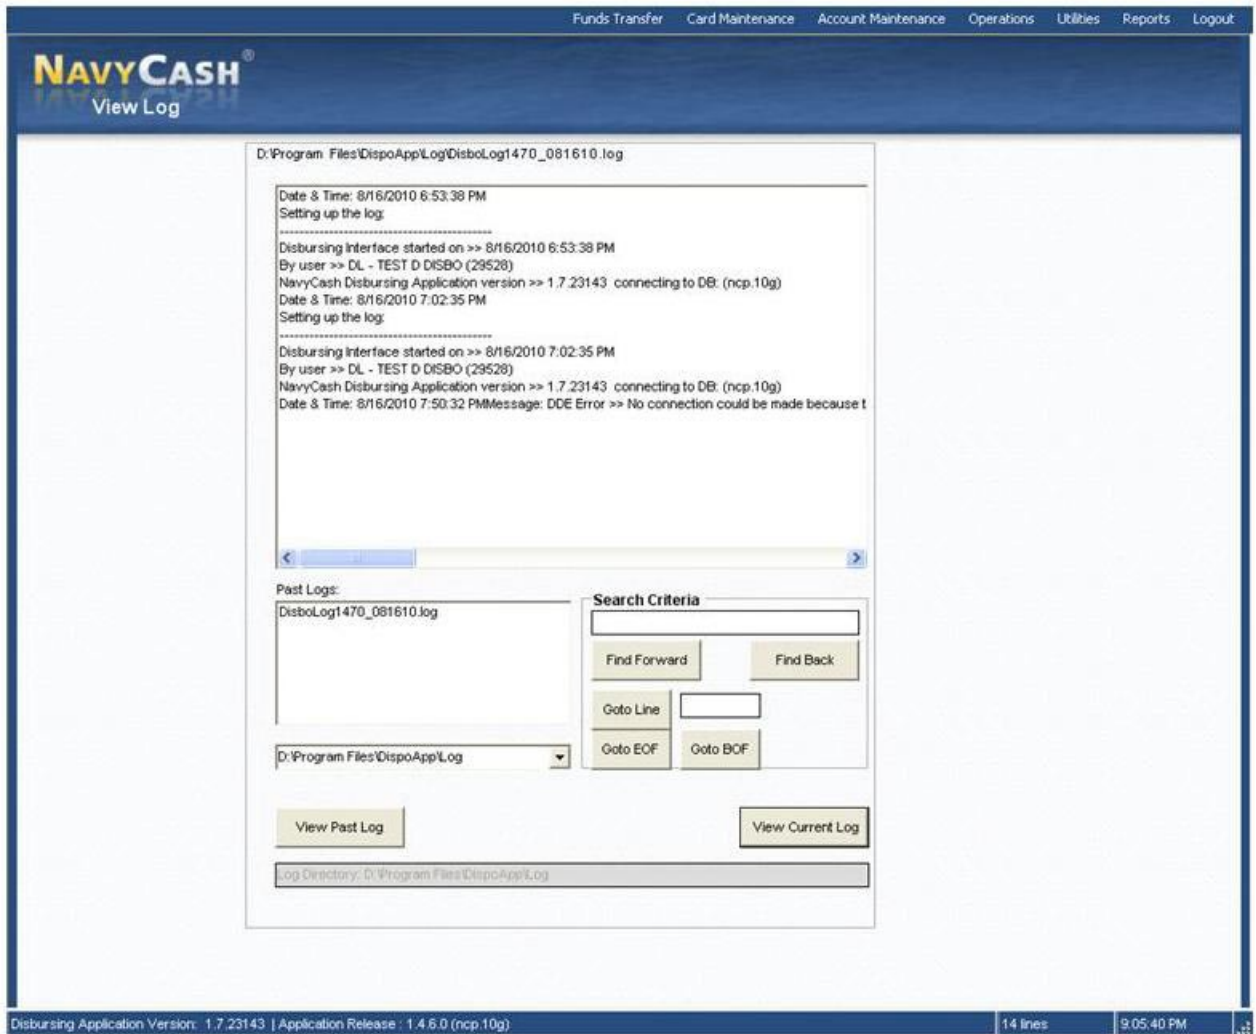 Funds Transfer Card Maintenance Account Maintenance Operations Utilities Reports Logout
NAVYCASH®
View Log
D:\Program Files\DispoApp\Log\DisboLog1470_081610.log
Date & Time: 8/16/2010 6:53:38 PM
Setting up the log:
--------------------------------------------
Disbursing Interface started on >> 8/16/2010 6:53:38 PM
By user >> DL - TEST D DISBO (29528)
NavyCash Disbursing Application version >> 1.7.23143 connecting to DB: (ncp.10g)
Date & Time: 8/16/2010 7:02:35 PM
Setting up the log:
--------------------------------------------
Disbursing Interface started on >> 8/16/2010 7:02:35 PM
By user >> DL - TEST D DISBO (29528)
NavyCash Disbursing Application version >> 1.7.23143 connecting to DB: (ncp.10g)
Date & Time: 8/16/2010 7:50:32 PMMessage: DDE Error >> No connection could be made because t
Past Logs:
DisboLog1470_081610.log
Search Criteria
Find Forward Find Back
Goto Line
Goto EOF Goto BOF
D:\Program Files\DispoApp\Log
View Past Log View Current Log
Log Directory: D:\Program Files\DispoApp\Log
Disbursing Application Version: 1.7.23143 | Application Release : 1.4.6.0 (ncp.10g) 14 lines 9:05:40 PM